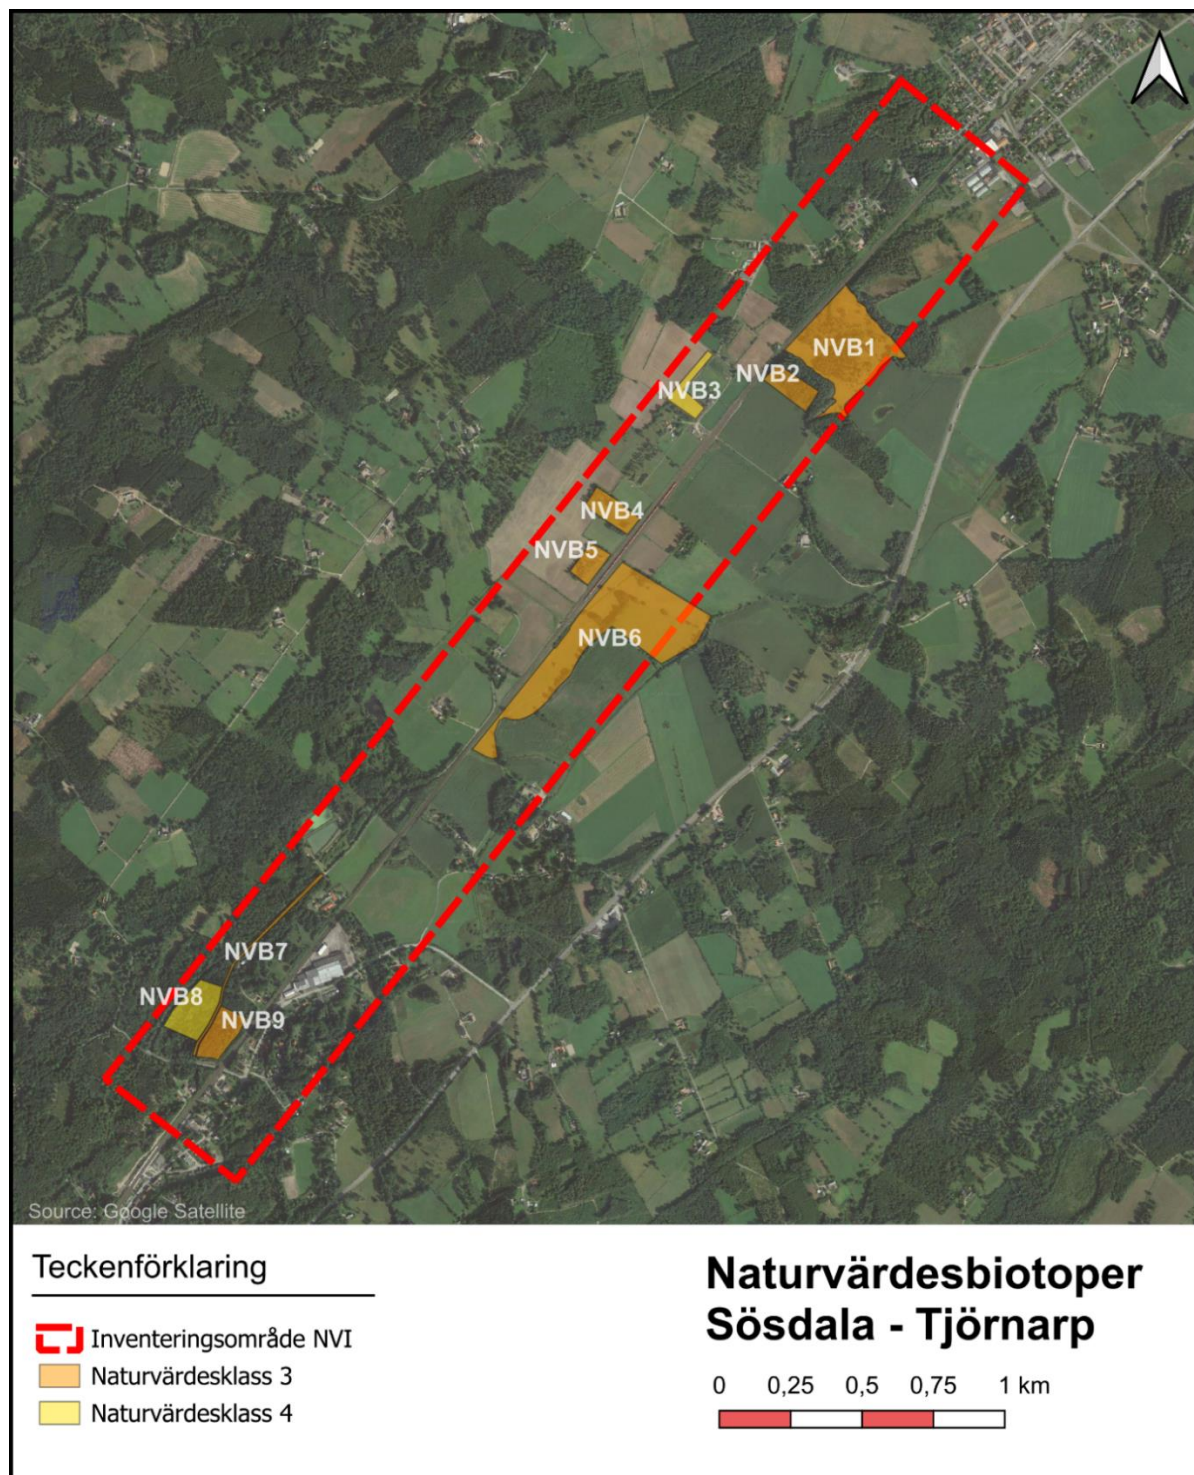 NVB1
NVB2
NVB3
NVB4
NVB5
NVB6
NVB7
NVB8
NVB9
Source: Google Satellite
Teckenförklaring
Inventeringsområde NVI
Naturvärdesklass 3
Naturvärdesklass 4
Naturvärdesbiotoper
Sösdala - Tjörnarp
0 0,25 0,5 0,75 1 km